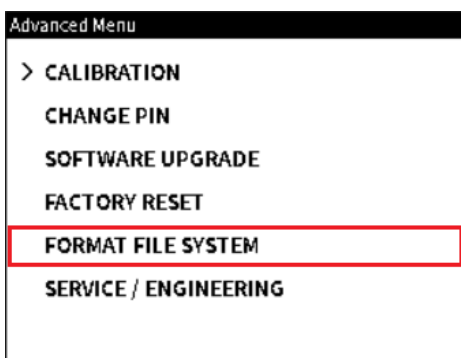 Advanced Menu
> CALIBRATION
CHANGE PIN
SOFTWARE UPGRADE
FACTORY RESET
FORMAT FILE SYSTEM
SERVICE / ENGINEERING